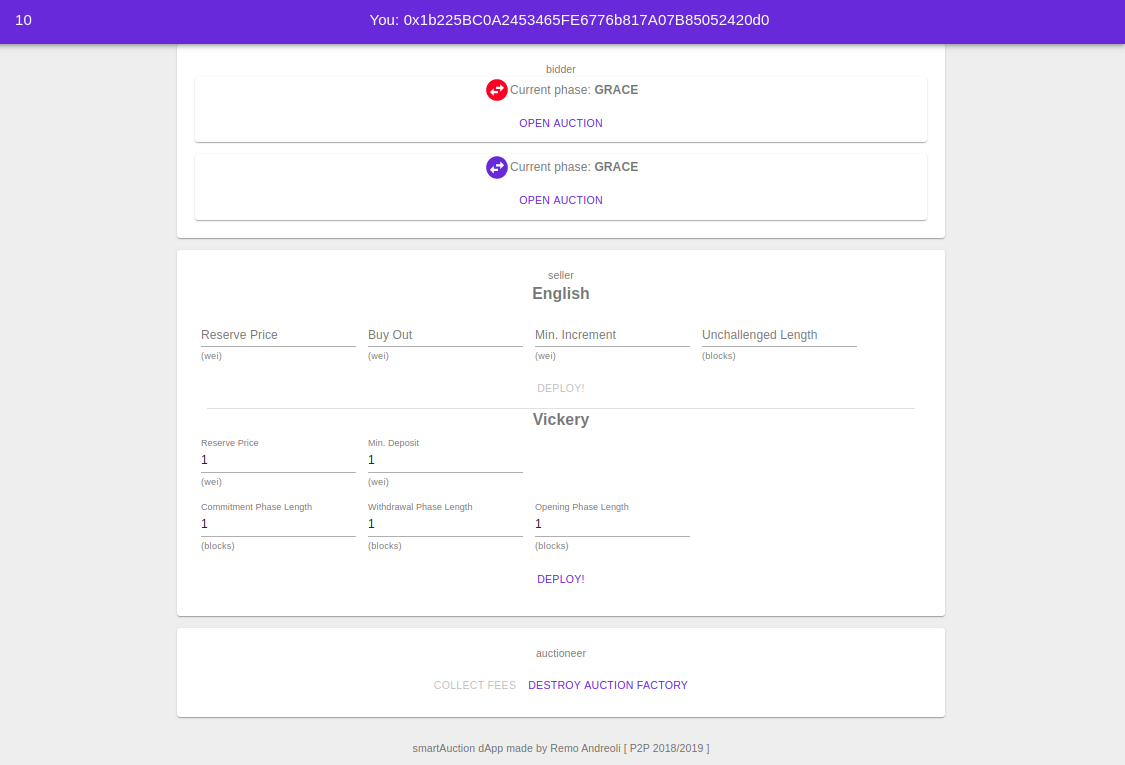 10
You: 0x1b225BC0A2453465FE6776b817A07B85052420d0
bidder
Current phase: GRACE
OPEN AUCTION
Current phase: GRACE
OPEN AUCTION
seller
English
Reserve Price Buy Out Min. Increment Unchallenged Length
(wei) (wei) (wei) (blocks)
DEPLOY!
Vickery
Reserve Price Min. Deposit
1 1
(wei) (wei)
Commitment Phase Length Withdrawal Phase Length Opening Phase Length
1 1 1
(blocks) (blocks) (blocks)
DEPLOY!
auctioneer
COLLECT FEES DESTROY AUCTION FACTORY
smartAuction dApp made by Remo Andreoli [ P2P 2018/2019 ]